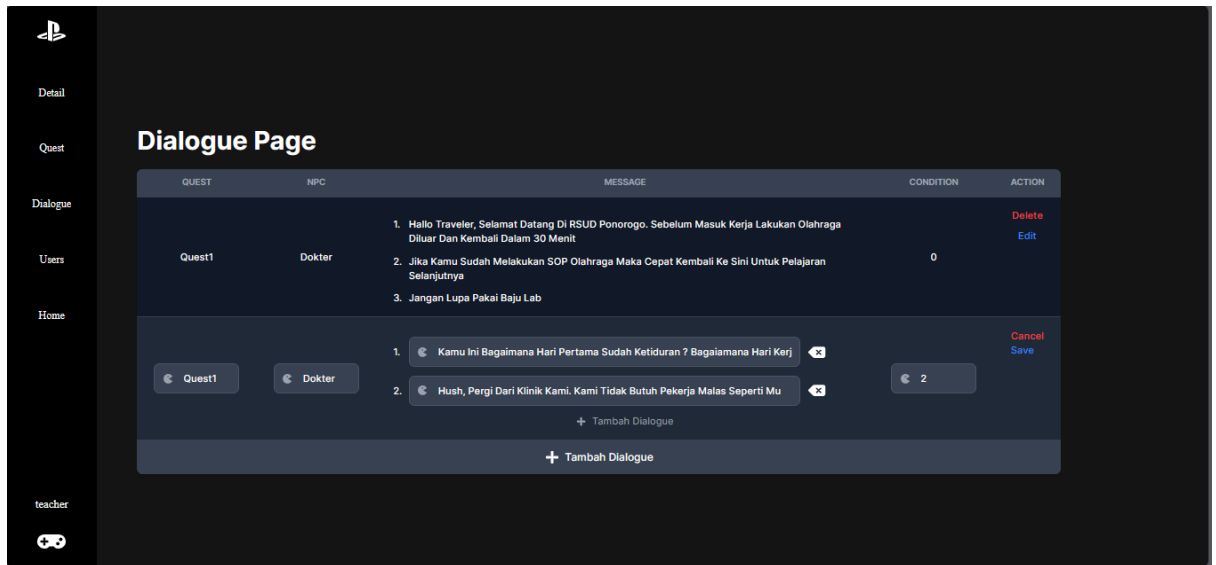 Detail
Quest
Dialogue
Users
Home
teacher
Dialogue Page
QUEST NPC MESSAGE CONDITION ACTION
Quest1
Dokter
1. Hallo Traveler, Selamat Datang Di RSUD Ponorogo. Sebelum Masuk Kerja Lakukan Olahraga
Diluar Dan Kembali Dalam 30 Menit
2. Jika Kamu Sudah Melakukan SOP Olahraga Maka Cepat Kembali Ke Sini Untuk Pelajaran
Selanjutnya
3. Jangan Lupa Pakai Baju Lab
0
Delete
Edit
Quest1
Dokter
1. Kamu Ini Bagaimana Hari Pertama Sudah Ketiduran ? Bagaiamana Hari Kerj
2. Hush, Pergi Dari Klinik Kami. Kami Tidak Butuh Pekerja Malas Seperti Mu
+ Tambah Dialogue
2
Cancel
Save
+ Tambah Dialogue